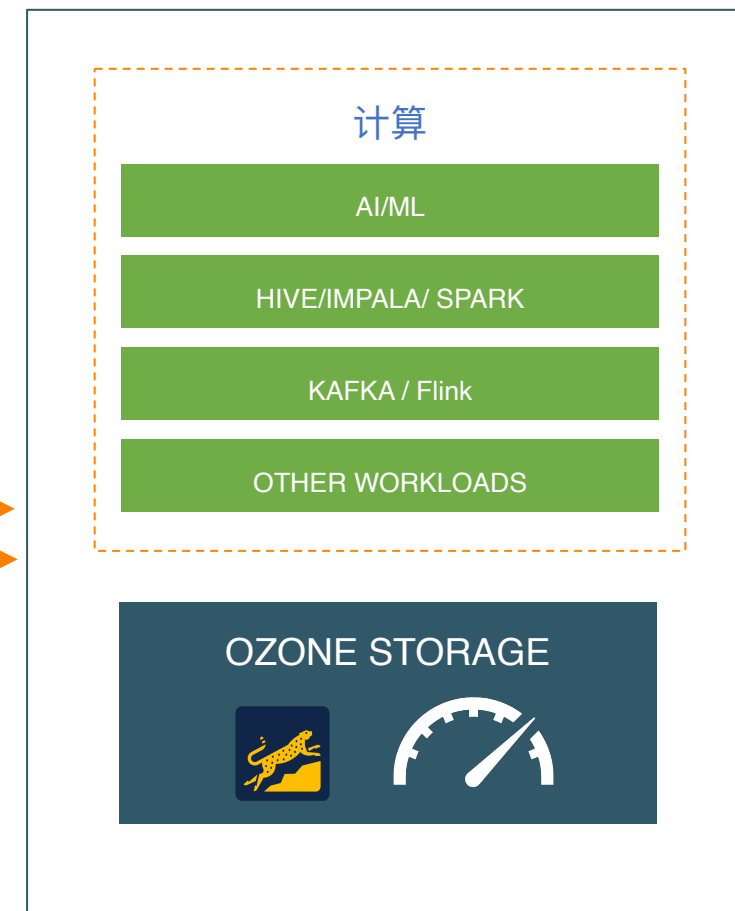 计算
AI/ML
HIVE/IMPALA/ SPARK
KAFKA / Flink
OTHER WORKLOADS
OZONE STORAGE